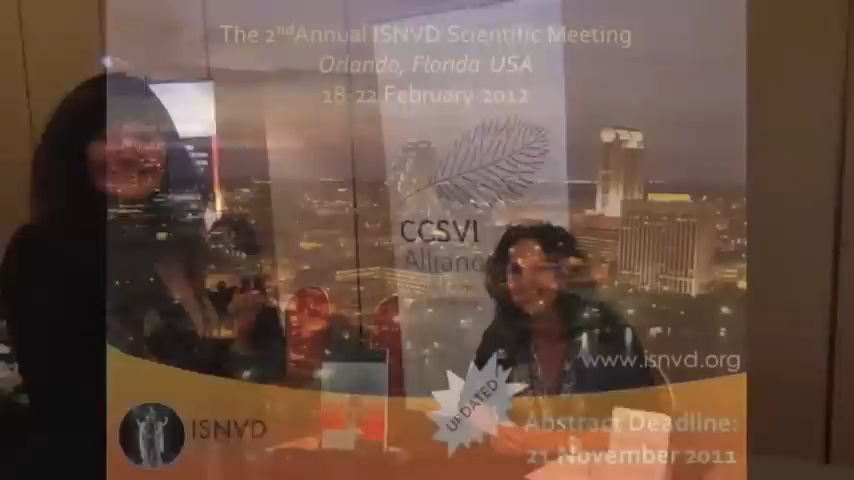 The 2nd Annual ISNVD Scientific Meeting
Orlando, Florida USA
18-22 February 2012
CCSVI
Alliance
www.isnvd.org
UPDATED
ISNVD
Abstract Deadline:
21 November 2011